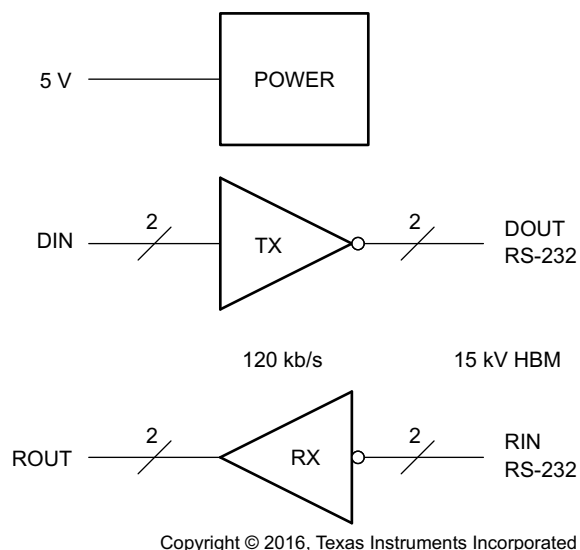 5 V
POWER
DIN
2
TX
2
DOUT
RS-232
120 kb/s
15 kV HBM
ROUT
2
RX
2
RIN
RS-232
Copyright © 2016, Texas Instruments Incorporated